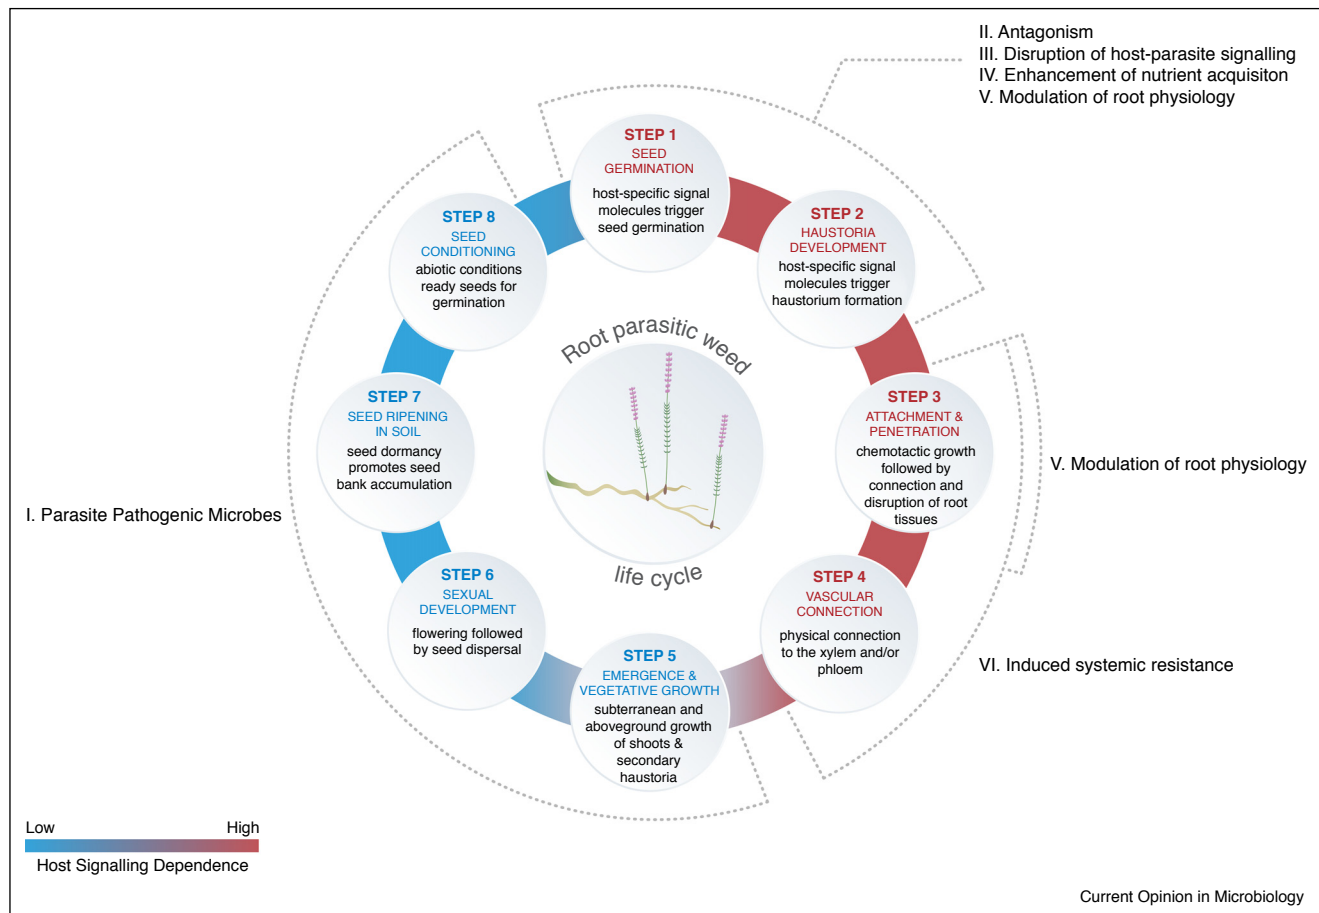 II. Antagonism
III. Disruption of host-parasite signalling
IV. Enhancement of nutrient acquisiton
V. Modulation of root physiology
STEP 1
SEED
GERMINATION
host-specific signal
molecules trigger
seed germination
STEP 2
HAUSTORIA
DEVELOPMENT
host-specific signal
molecules trigger
haustorium formation
STEP 3
ATTACHMENT &
PENETRATION
chemotactic growth
followed by
connection and
disruption of root
tissues
V. Modulation of root physiology
STEP 4
VASCULAR
CONNECTION
physical connection
to the xylem and/or
phloem
VI. Induced systemic resistance
STEP 5
EMERGENCE &
VEGETATIVE GROWTH
subterranean and
aboveground growth
of shoots &
secondary
haustoria
STEP 6
SEXUAL
DEVELOPMENT
flowering followed
by seed dispersal
STEP 7
SEED RIPENING
IN SOIL
seed dormancy
promotes seed
bank accumulation
STEP 8
SEED
CONDITIONING
abiotic conditions
ready seeds for
germination
I. Parasite Pathogenic Microbes
Root parasitic weed
life cycle
Low High
Host Signalling Dependence
Current Opinion in Microbiology